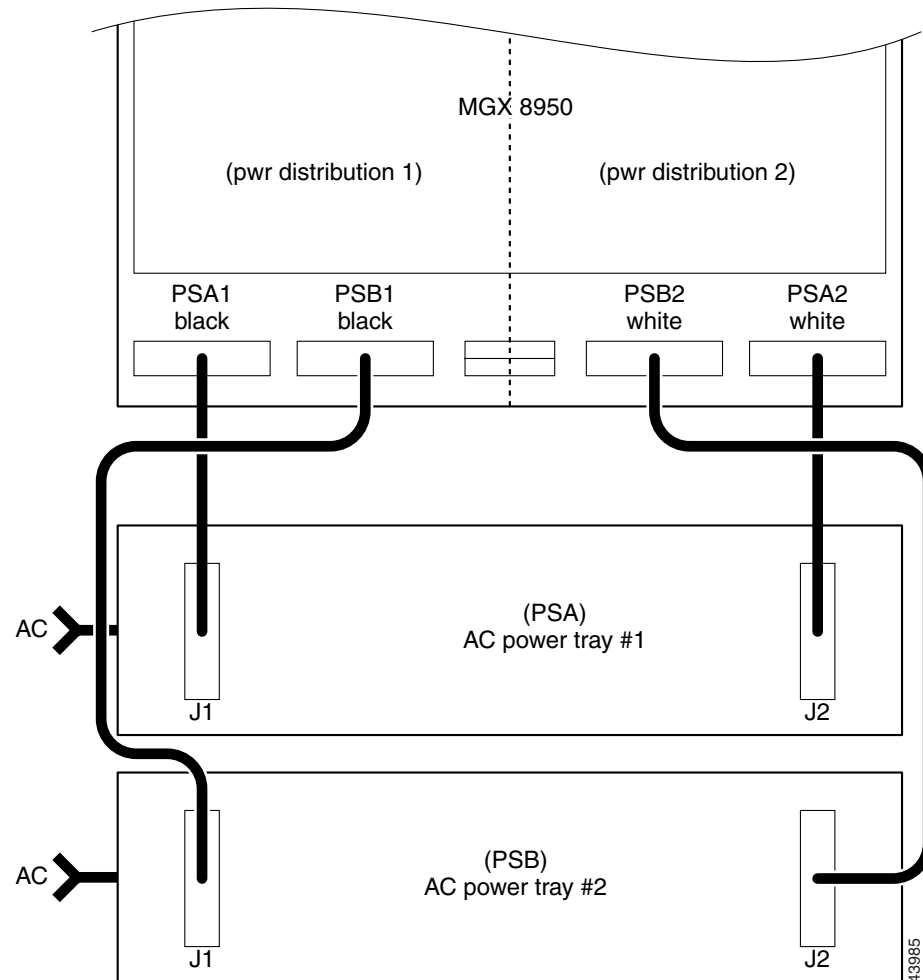 MGX 8950
(pwr distribution 1)
(pwr distribution 2)
PSA1
black
PSB1
black
PSB2
white
PSA2
white
AC
(PSA)
AC power tray #1
J1
J2
AC
(PSB)
AC power tray #2
J1
J2
43985